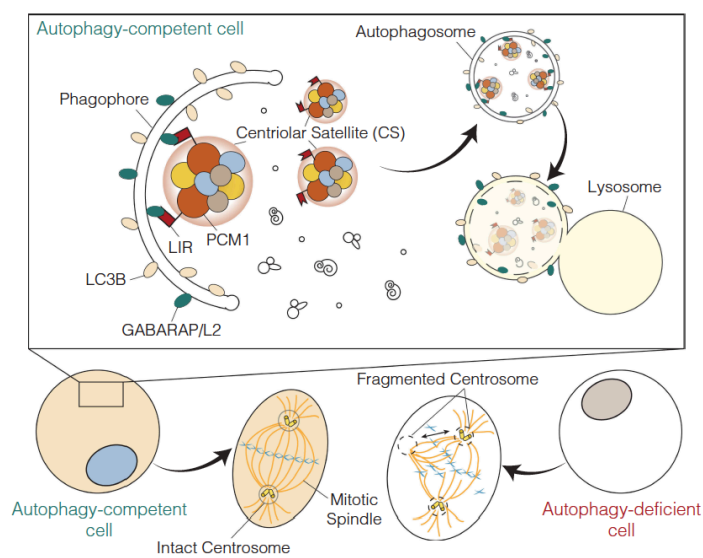 Autophagy-competent cell
Autophagosome
Phagophore
Centriolar Satellite (CS)
Lysosome
LIR
PCM1
LC3B
GABARAP/L2
Fragmented Centrosome
Mitotic
Spindle
Autophagy-competent
cell
Intact Centrosome
Autophagy-deficient
cell